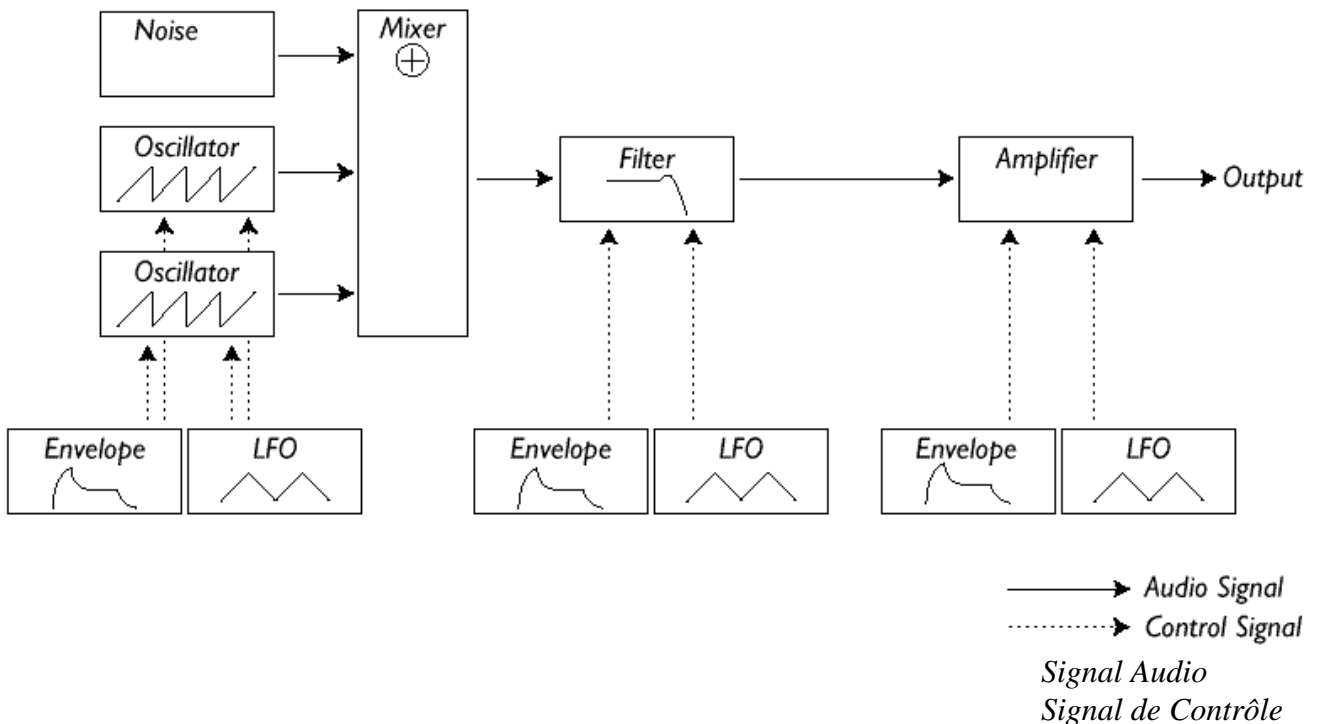 Noise
Mixer
Oscillator
Filter
Amplifier
Output
Oscillator
Envelope
LFO
Envelope
LFO
Envelope
LFO
Audio Signal
Control Signal
Signal Audio
Signal de Contrôle